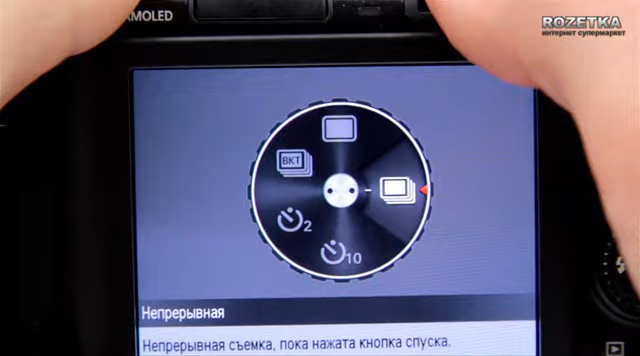 AMOLED
ROZETKA
интернет супермаркет
BKT
2
10
Непрерывная
Непрерывная съемка, пока нажата кнопка спуска.